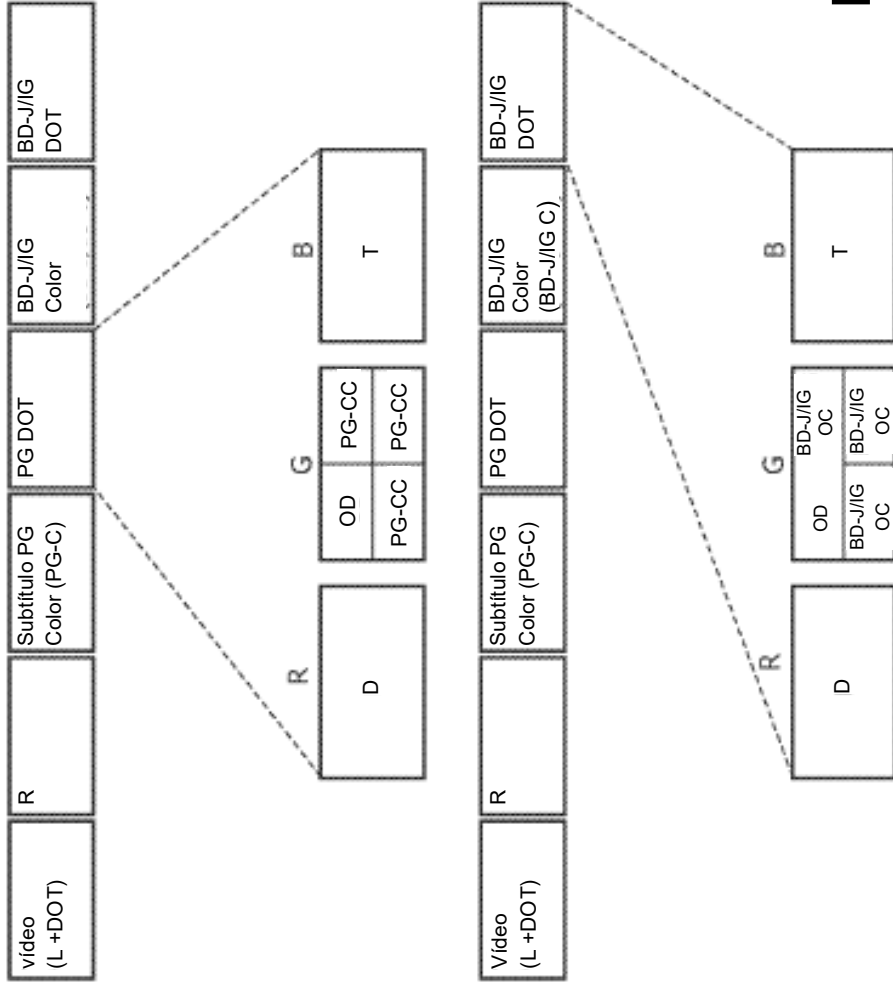 vídeo
(L +DOT)
R
Subtítulo PG
Color (PG-C)
PG DOT
BD-J/IG
Color
BD-J/IG
DOT
R
G
B
D
OD
PG-CC
PG-CC
PG-CC
T
Vídeo
(L +DOT)
R
Subtítulo PG
Color (PG-C)
PG DOT
BD-J/IG
Color
(BD-J/IG C)
BD-J/IG
DOT
R
G
B
D
OD
BD-J/IG
OC
BD-J/IG
OC
BD-J/IG
OC
T